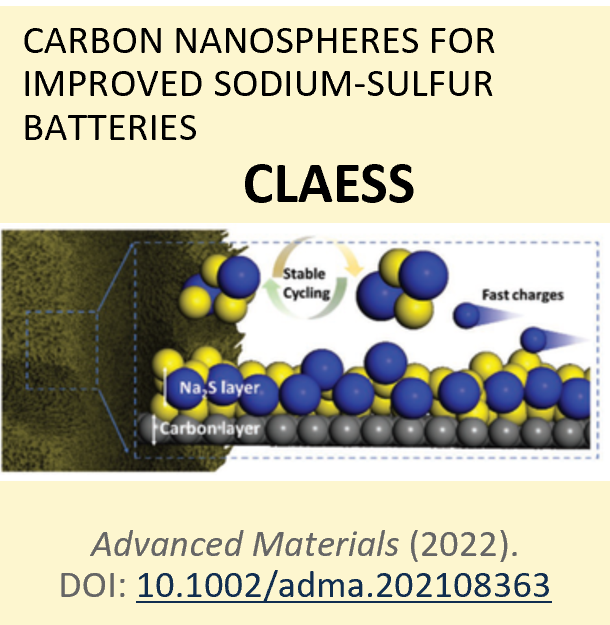 CARBON NANOSPHERES FOR
IMPROVED SODIUM-SULFUR
BATTERIES
CLAESS
Stable
Cycling
Fast charges
Na₂S layer
Carbon layer
Advanced Materials (2022).
DOI: 10.1002/adma.202108363